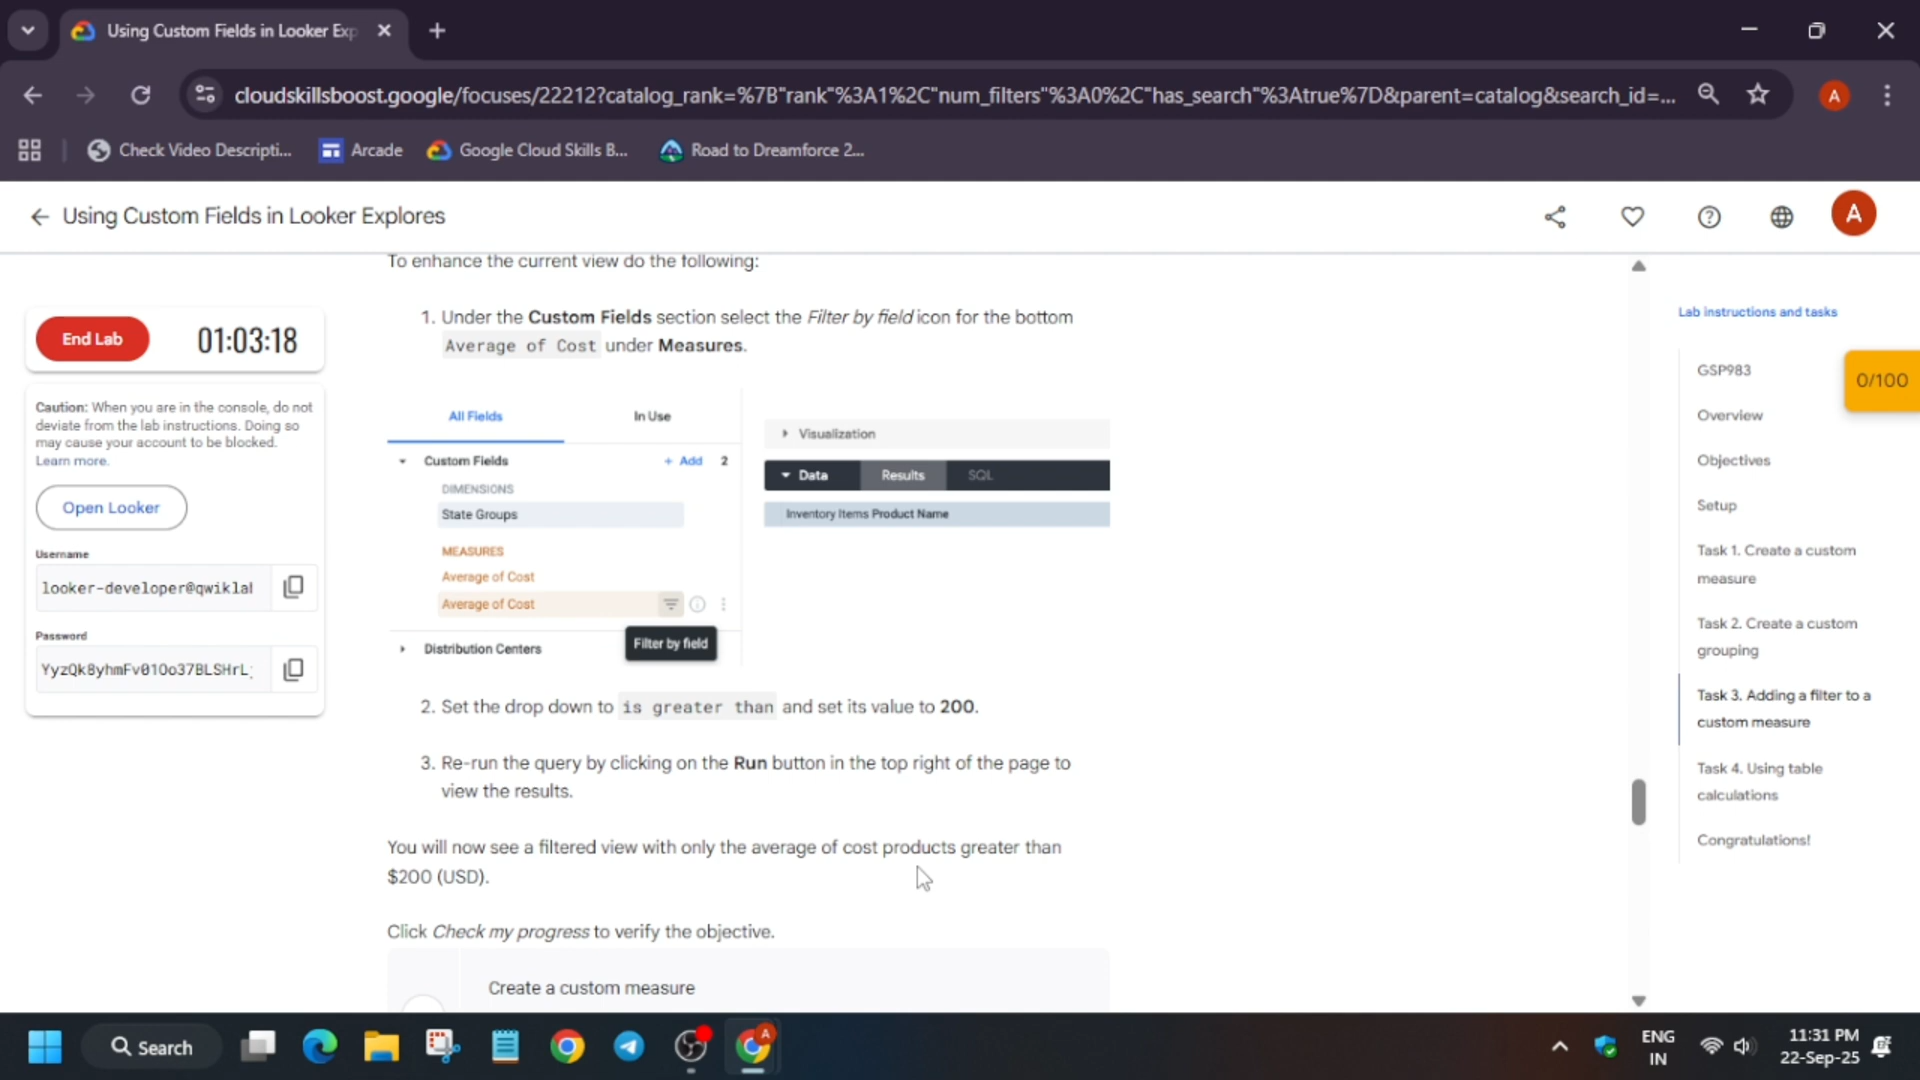 Using Custom Fields in Looker Exp
cloudskillsboost.google/focuses/22212?catalog_rank=%7B"rank"%3A1%2C"num_filters"%3A0%2C"has_search"%3Atrue%7D&parent=catalog&search_id=...
A
Check Video Descripti...
Arcade
Google Cloud Skills B...
Road to Dreamforce 2...
Using Custom Fields in Looker Explores
A
End Lab
01:03:18
Caution: When you are in the console, do not
deviate from the lab instructions. Doing so
may cause your account to be blocked.
Learn more.
Open Looker
Username
looker-developer@qwiklal
Password
YyzQk8yhmFv01Oo37BLSHrL
To enhance the current view do the following:
1. Under the Custom Fields section select the Filter by field icon for the bottom
Average of Cost under Measures.
All Fields
In Use
Custom Fields
+ Add 2
DIMENSIONS
State Groups
MEASURES
Average of Cost
Average of Cost
Filter by field
Distribution Centers
Visualization
Data
Results
SQL
Inventory Items Product Name
2. Set the drop down to is greater than and set its value to 200.
3. Re-run the query by clicking on the Run button in the top right of the page to
view the results.
You will now see a filtered view with only the average of cost products greater than
$200 (USD).
Click Check my progress to verify the objective.
Create a custom measure
Lab instructions and tasks
GSP983
0/100
Overview
Objectives
Setup
Task 1. Create a custom
measure
Task 2. Create a custom
grouping
Task 3. Adding a filter to a
custom measure
Task 4. Using table
calculations
Congratulations!
Search
A
ENG
IN
11:31 PM
22-Sep-25